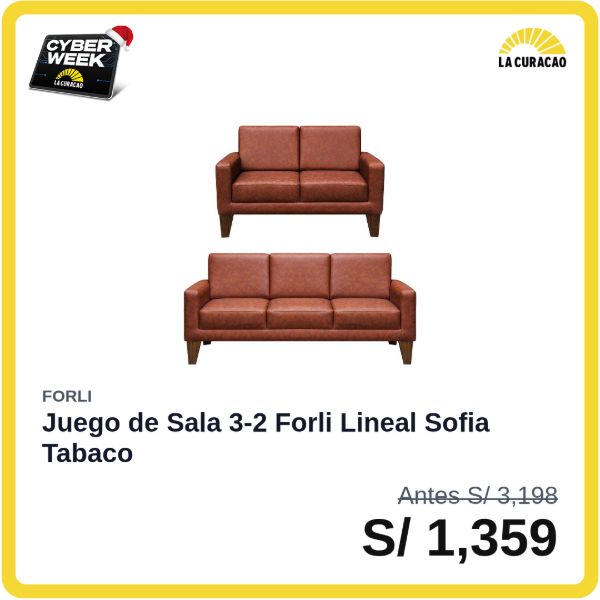 CYBER
WEEK
LA CURACAO
LA CURACAO
FORLI
Juego de Sala 3-2 Forli Lineal Sofia
Tabaco
Antes S/ 3,198
S/ 1,359